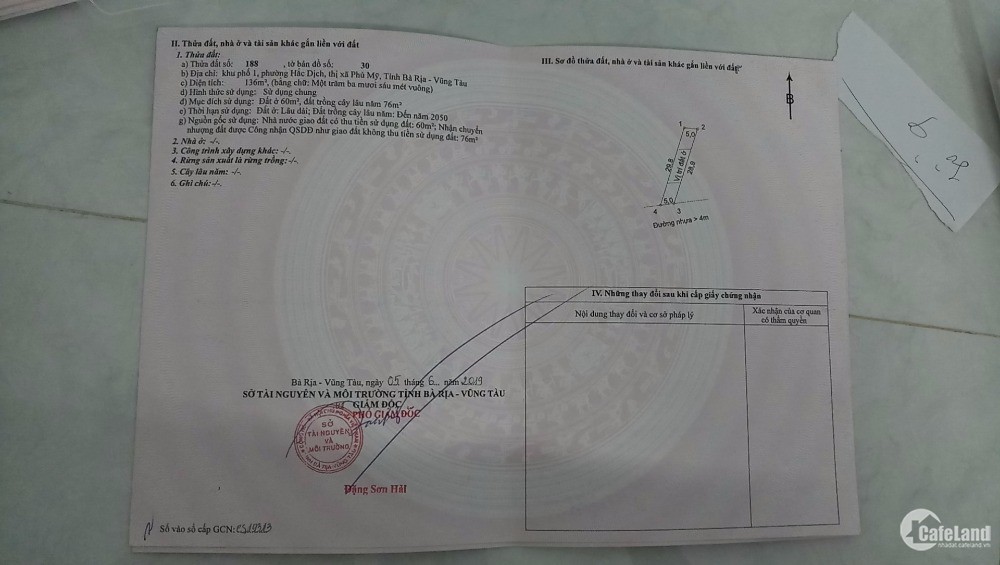 II. Thửa đất, nhà ở và tài sản khác gắn liền với đất
1. Thửa đất:
a) Thửa đất số: 188 , tờ bản đồ số: 30
b) Địa chỉ: khu phố 1, phường Hắc Dịch, thị xã Phú Mỹ, Tỉnh Bà Rịa - Vũng Tàu
c) Diện tích: 136m², (bằng chữ: Một trăm ba mươi sáu mét vuông)
d) Hình thức sử dụng: Sử dụng chung
đ) Mục đích sử dụng: Đất ở 60m², đất trồng cây lâu năm 76m²
e) Thời hạn sử dụng: Đất ở: Lâu dài; Đất trồng cây lâu năm: Đến năm 2050
g) Nguồn gốc sử dụng: Nhà nước giao đất có thu tiền sử dụng đất: 60m²; Nhận chuyển
nhượng đất được Công nhận QSDĐ như giao đất không thu tiền sử dụng đất: 76m²
2. Nhà ở: -/-
3. Công trình xây dựng khác: -/-
4. Rừng sản xuất là rừng trồng: -/-
5. Cây lâu năm: -/-
6. Ghi chú: -/-
Bà Rịa - Vũng Tàu, ngày 05 tháng 6 năm 2019
SỞ TÀI NGUYÊN VÀ MÔI TRƯỜNG TỈNH BÀ RỊA - VŨNG TÀU
GIÁM ĐỐC
PHÓ GIÁM ĐỐC
SỞ
TÀI NGUYÊN
VÀ
MÔI TRƯỜNG
Đặng Sơn Hải
Số vào sổ cấp GCN: CS19313
III. Sơ đồ thửa đất, nhà ở và tài sản khác gắn liền với đất
B
1 2
5,0
29,8
Vị trí đất ở
28,8
5,0
4 3
Đường nhựa > 4m
IV. Những thay đổi sau khi cấp giấy chứng nhận
Nội dung thay đổi và cơ sở pháp lý
Xác nhận của cơ quan
có thẩm quyền
CafeLand
nhadat.cafeland.vn